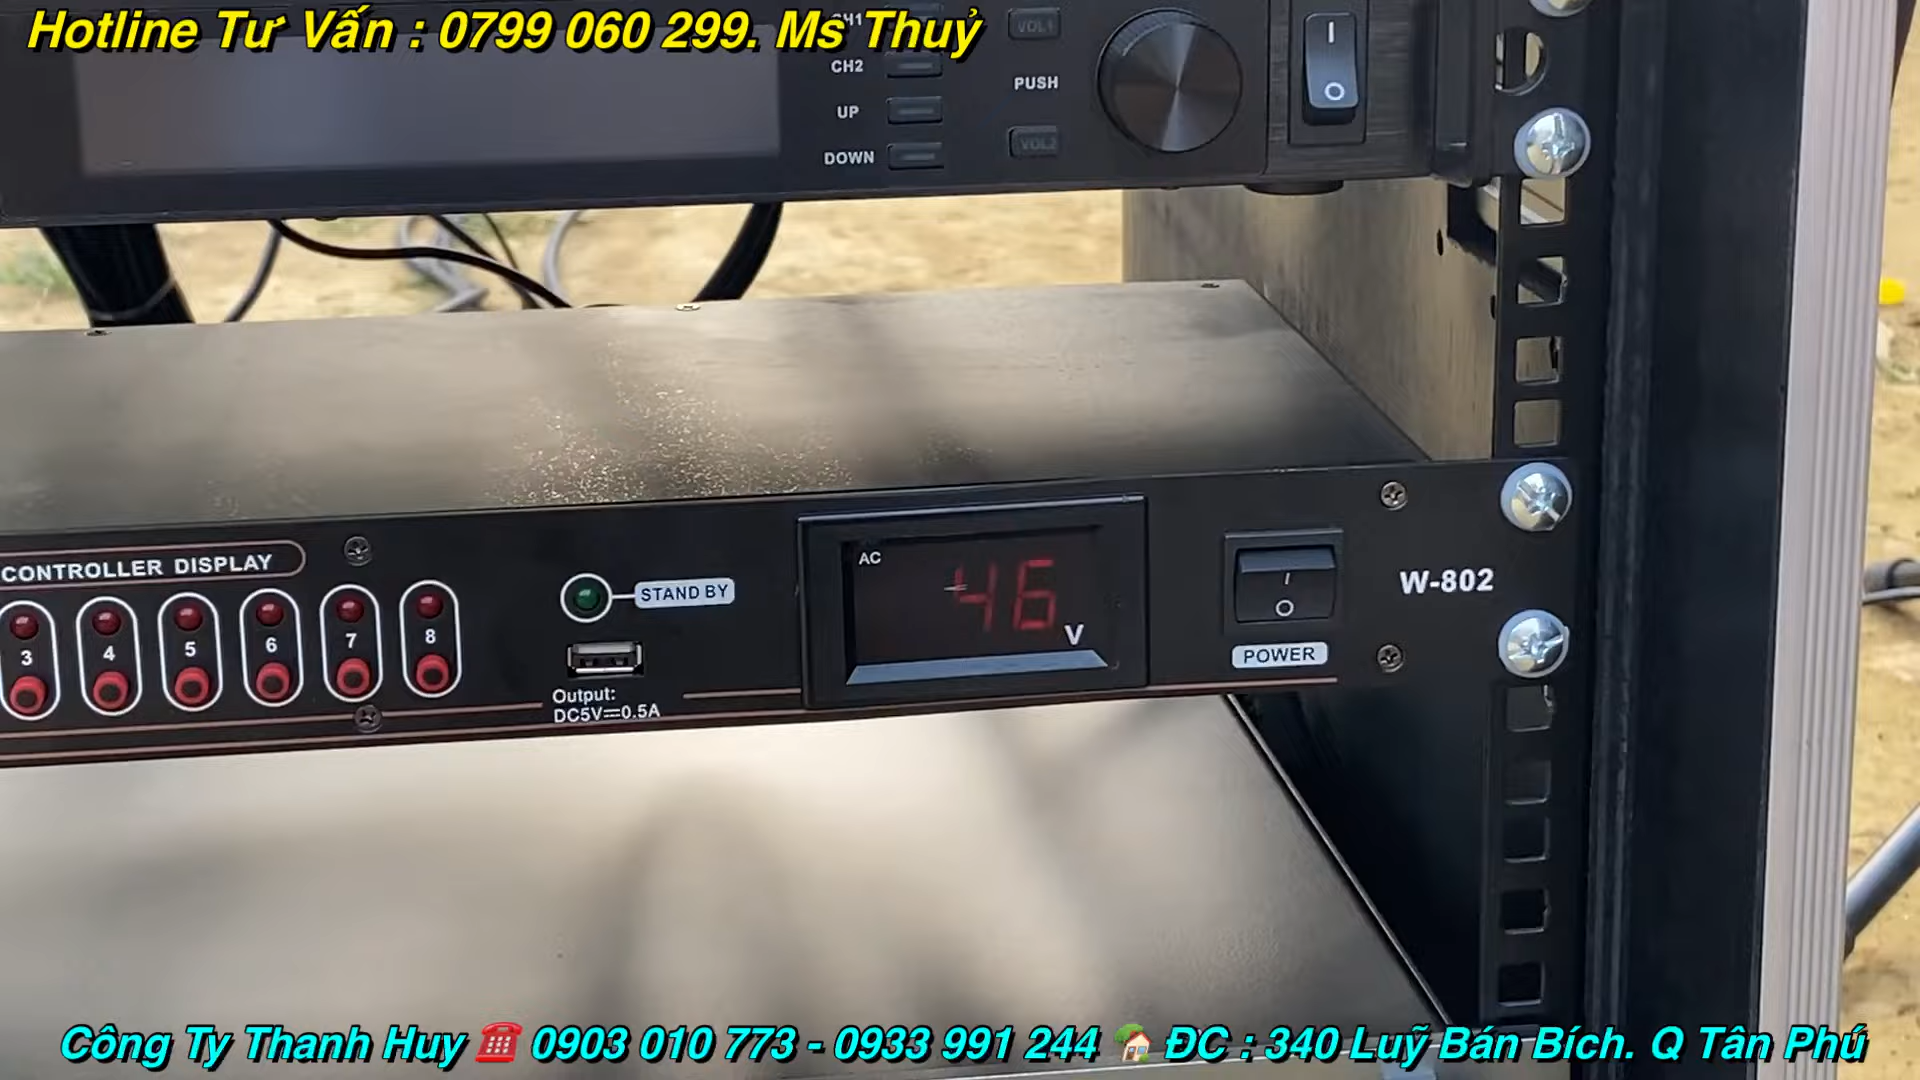 Hotline Tư Vấn : 0799 060 299. Ms Thuỷ
CH1
CH2
UP
DOWN
VOL1
PUSH
VOL2
CONTROLLER DISPLAY
3
4
5
6
7
8
STAND BY
Output:
DC5V⎓0.5A
AC
46
V
POWER
W-802
Công Ty Thanh Huy ☎️ 0903 010 773 - 0933 991 244 🏡 ĐC : 340 Luỹ Bán Bích. Q Tân Phú